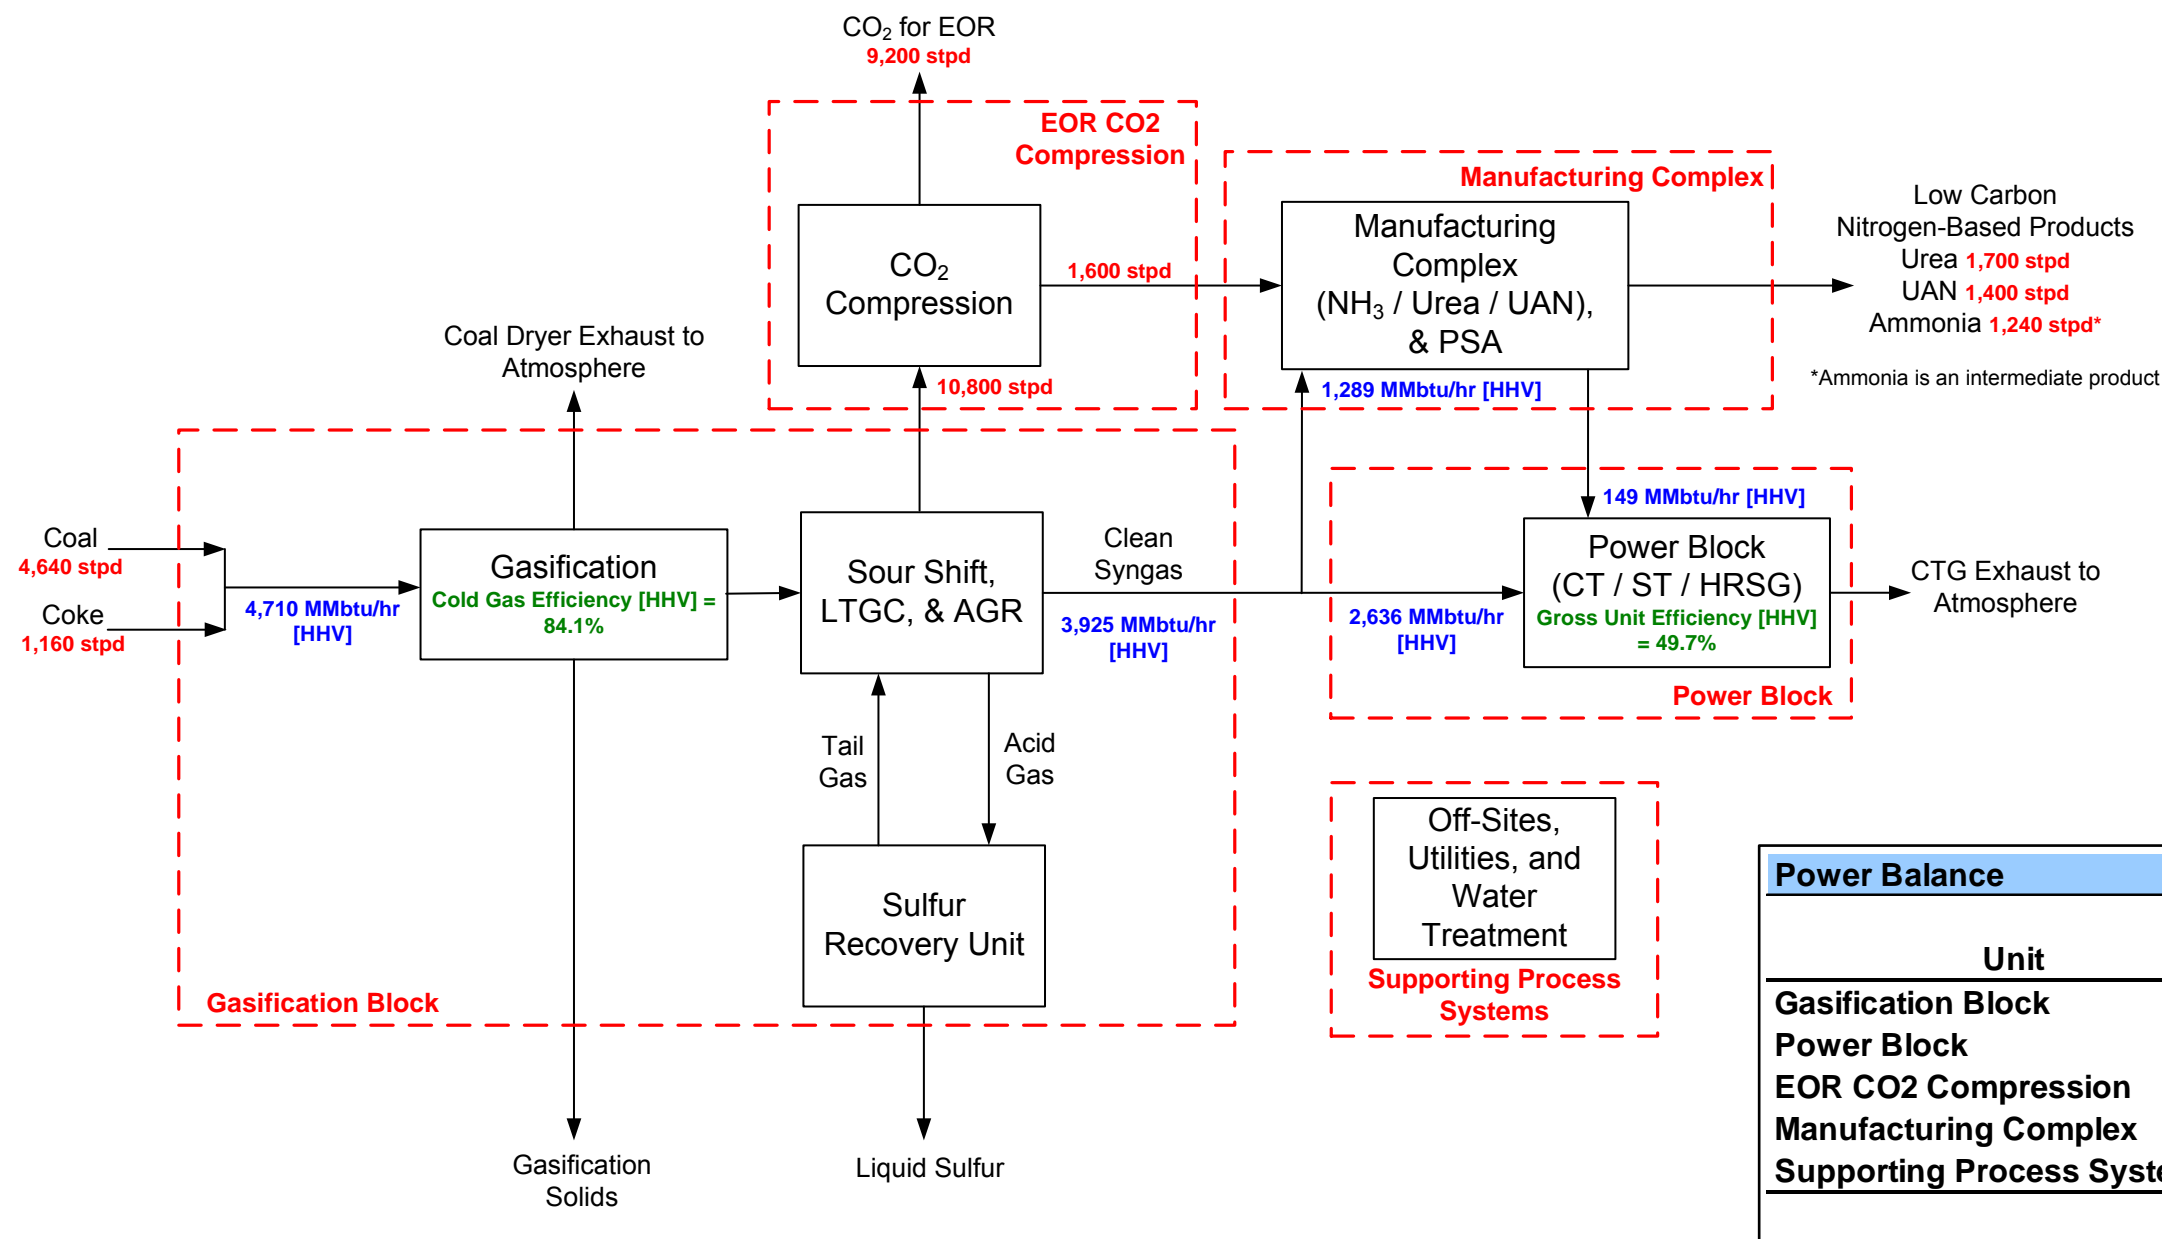 CO₂ for EOR
9,200 stpd
EOR CO2
Compression
CO₂
Compression
1,600 stpd
10,800 stpd
Manufacturing Complex
Manufacturing
Complex
(NH₃ / Urea / UAN),
& PSA
1,289 MMbtu/hr [HHV]
Low Carbon
Nitrogen-Based Products
Urea 1,700 stpd
UAN 1,400 stpd
Ammonia 1,240 stpd*
*Ammonia is an intermediate product
Coal Dryer Exhaust to
Atmosphere
Coal
4,640 stpd
Coke
1,160 stpd
4,710 MMbtu/hr
[HHV]
Gasification
Cold Gas Efficiency [HHV] =
84.1%
Sour Shift,
LTGC, & AGR
Clean
Syngas
3,925 MMbtu/hr
[HHV]
149 MMbtu/hr [HHV]
2,636 MMbtu/hr
[HHV]
Power Block
(CT / ST / HRSG)
Gross Unit Efficiency [HHV]
= 49.7%
Power Block
CTG Exhaust to
Atmosphere
Tail
Gas
Acid
Gas
Sulfur
Recovery Unit
Gasification Block
Gasification
Solids
Liquid Sulfur
Off-Sites,
Utilities, and
Water
Treatment
Supporting Process
Systems
Power Balance
Unit
Gasification Block
Power Block
EOR CO2 Compression
Manufacturing Complex
Supporting Process